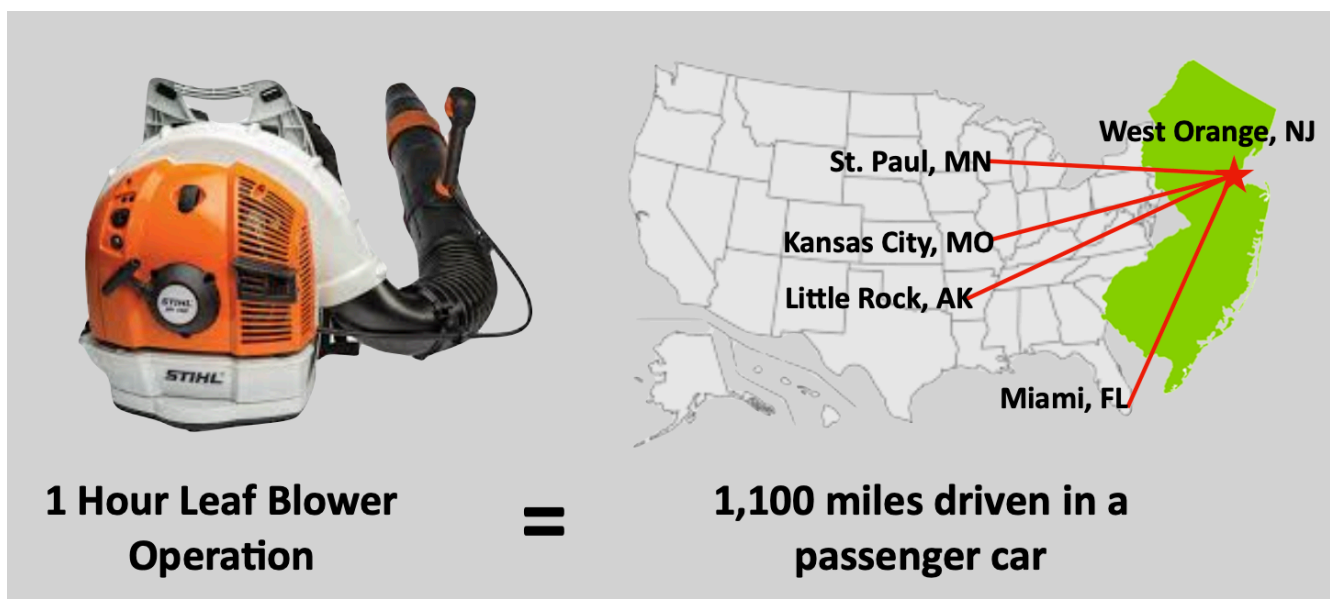 West Orange, NJ
St. Paul, MN
Kansas City, MO
Little Rock, AK
Miami, FL
STIHL
STIHL
1 Hour Leaf Blower
Operation
=
1,100 miles driven in a
passenger car